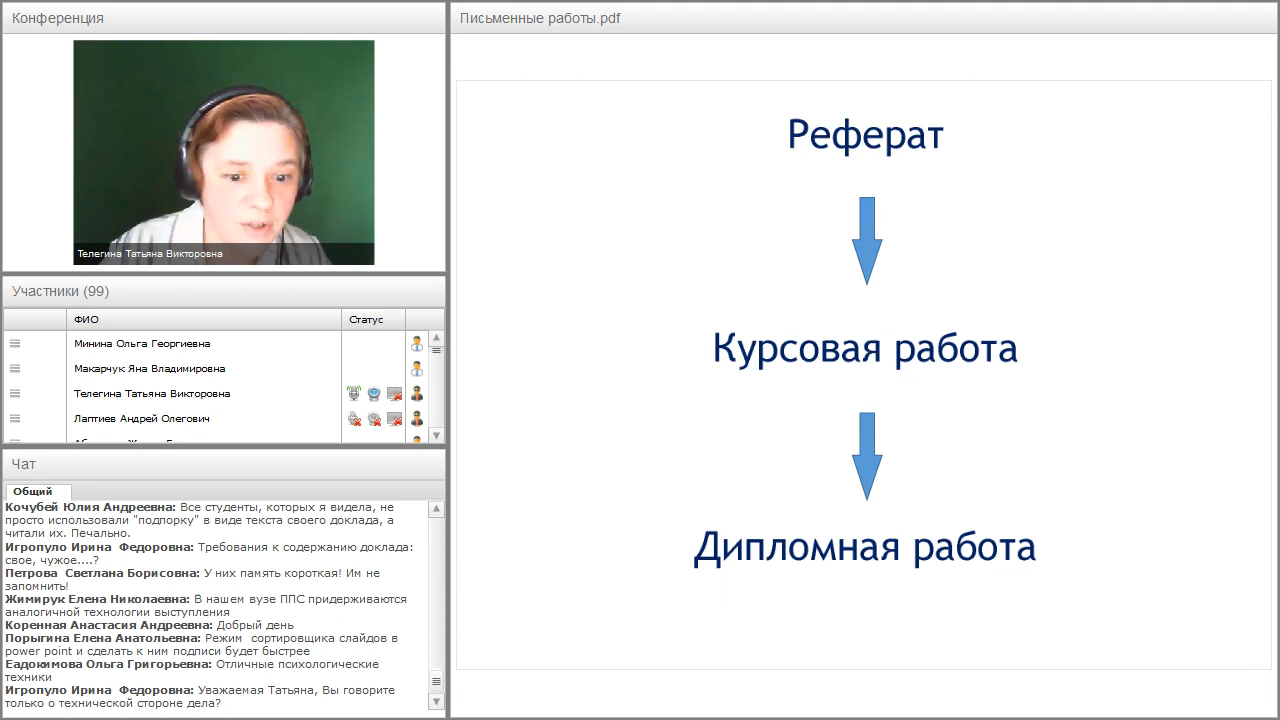 Конференция
Телегина Татьяна Викторовна
Участники (99)
ФИО
Статус
Минина Ольга Георгиевна
Макарчук Яна Владимировна
Телегина Татьяна Викторовна
Лаптиев Андрей Олегович
Чат
Общий
Кочубей Юлия Андреевна: Все студенты, которых я видела, не
просто использовали "подпорку" в виде текста своего доклада, а
читали их. Печально.
Игропуло Ирина Федоровна: Требования к содержанию доклада:
свое, чужое....?
Петрова Светлана Борисовна: У них память короткая! Им не
запомнить!
Жимирук Елена Николаевна: В нашем вузе ППС придерживаются
аналогичной технологии выступления
Коренная Анастасия Андреевна: Добрый день
Порыгина Елена Анатольевна: Режим сортировщика слайдов в
power point и сделать к ним подписи будет быстрее
Евдокимова Ольга Григорьевна: Отличные психологические
техники
Игропуло Ирина Федоровна: Уважаемая Татьяна, Вы говорите
только о технической стороне дела?
Письменные работы.pdf
Реферат
Курсовая работа
Дипломная работа